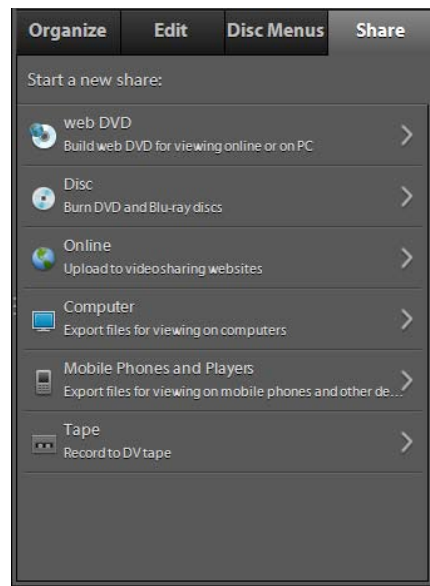 Organize Edit Disc Menus Share
Start a new share:
web DVD
Build web DVD for viewing online or on PC
Disc
Burn DVD and Blu-ray discs
Online
Upload to video sharing websites
Computer
Export files for viewing on computers
Mobile Phones and Players
Export files for viewing on mobile phones and other de...
Tape
Record to DV tape